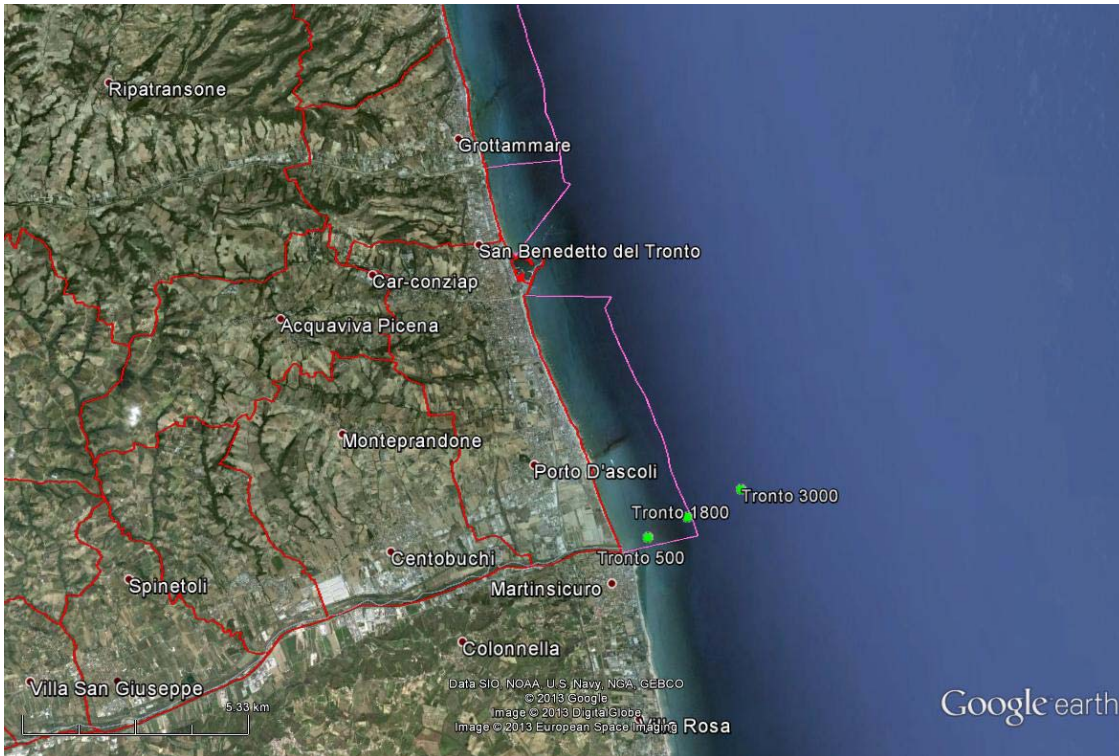 Ripatransone
Grottammare
San Benedetto del Tronto
Car-conziap
Acquaviva Picena
Monteprandone
Porto D'ascoli
Tronto 3000
Tronto 1800
Tronto 500
Centobuchi
Martinsicuro
Spinetoli
Colonnella
Villa San Giuseppe
Data SIO, NOAA, U.S. Navy, NGA, GEBCO
© 2013 Google
Image © 2013 DigitalGlobe
Image © 2013 European Space Imaging
Villa Rosa
5.33 km
Google earth